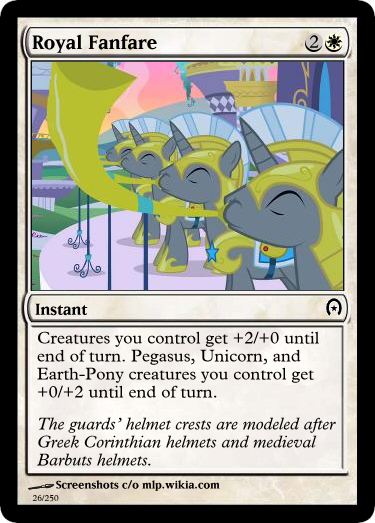 Royal Fanfare 2
Instant
Creatures you control get +2/+0 until
end of turn. Pegasus, Unicorn, and
Earth-Pony creatures you control get
+0/+2 until end of turn.
The guards' helmet crests are modeled after
Greek Corinthian helmets and medieval
Barbuts helmets.
Screenshots c/o mlp.wikia.com
26/250